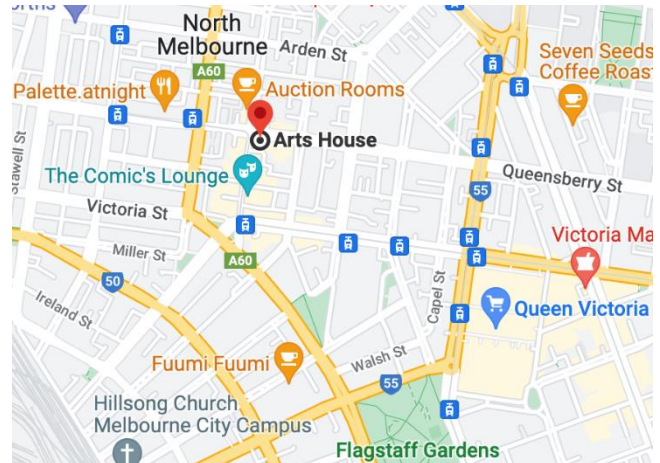 North
Melbourne
Arden St
Seven Seeds
Coffee Roast
A60
Palette.atnight
Auction Rooms
Arts House
Stawell St
The Comic's Lounge
Queensberry St
55
Victoria St
Victoria Ma
Miller St
A60
50
Capel St
Ireland St
Queen Victoria
Fuumi Fuumi
Walsh St
55
Hillsong Church
Melbourne City Campus
Flagstaff Gardens